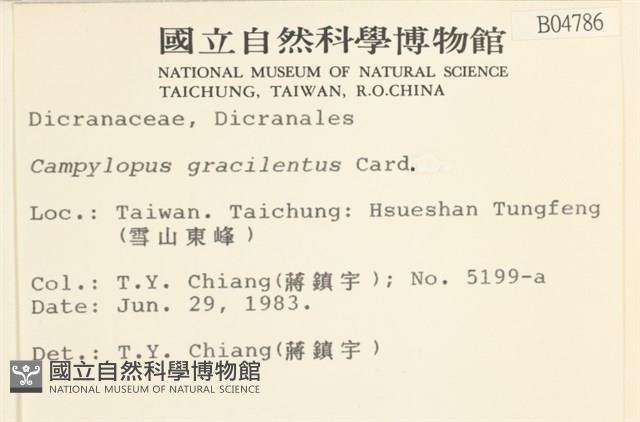 B04786
國立自然科學博物館
NATIONAL MUSEUM OF NATURAL SCIENCE
TAICHUNG, TAIWAN, R.O.CHINA
Dicranaceae, Dicranales
Campylopus gracilentus Card.
Loc.: Taiwan. Taichung: Hsueshan Tungfeng
(雪山東峰)
Col.: T.Y. Chiang(蔣鎮宇); No. 5199-a
Date: Jun. 29, 1983.
Det.: T.Y. Chiang(蔣鎮宇)
國立自然科學博物館
NATIONAL MUSEUM OF NATURAL SCIENCE